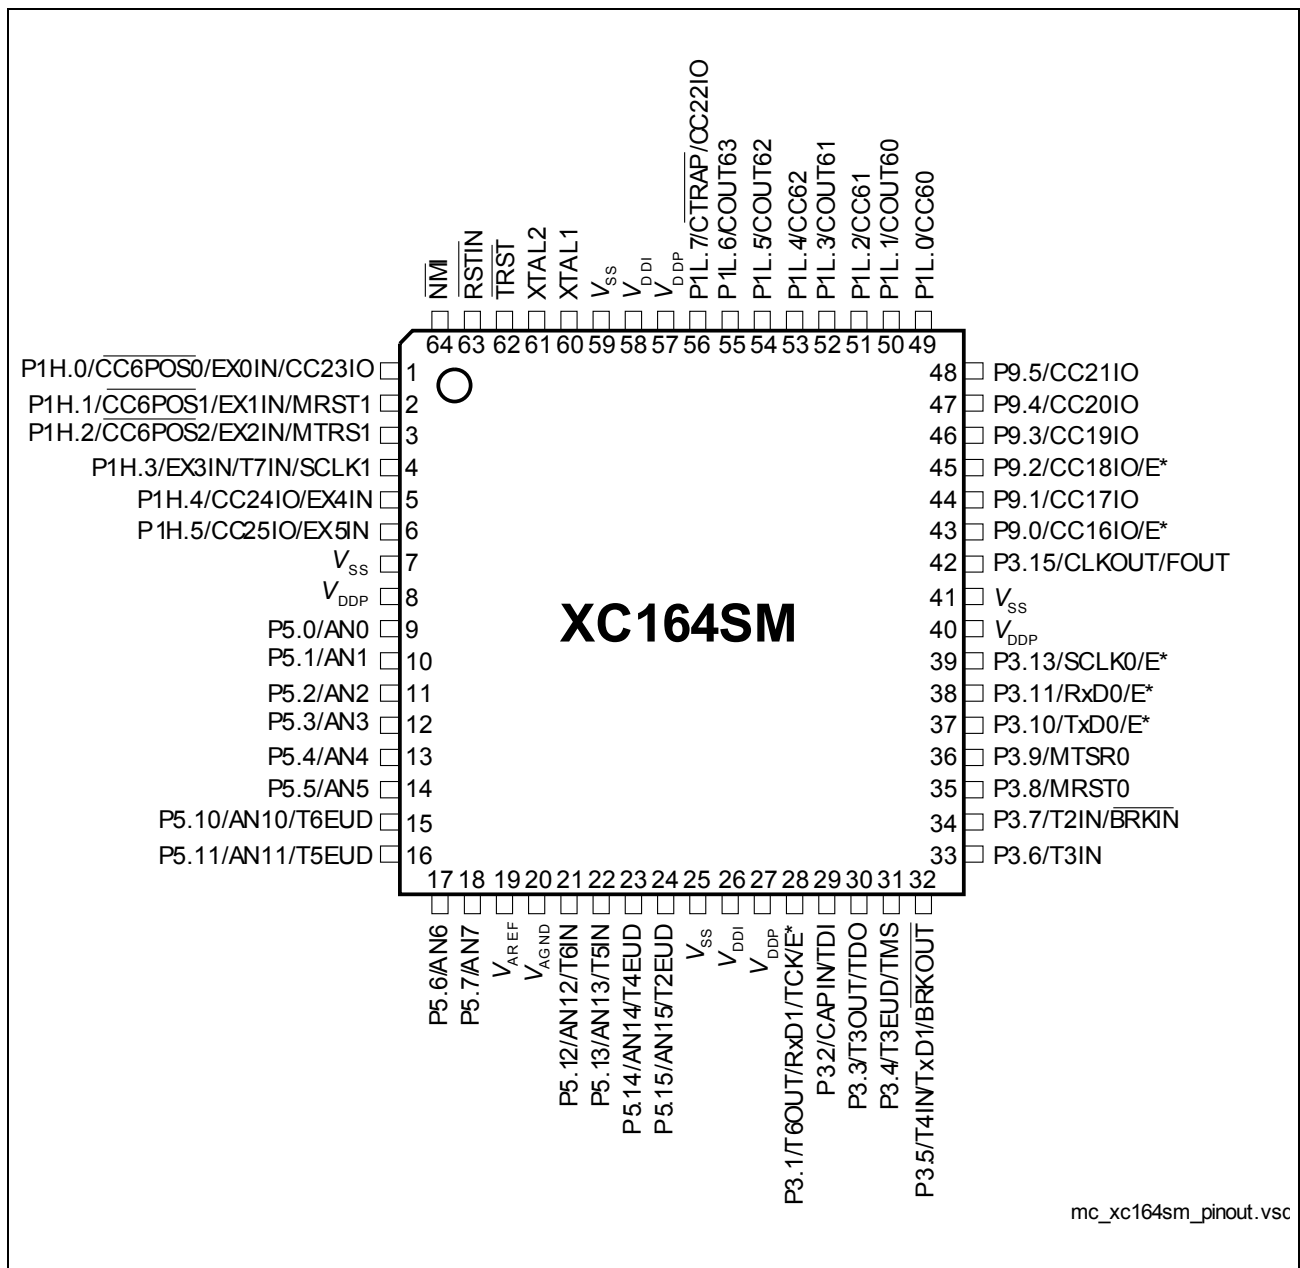 P1L.7/CTRAP/CC22IO
P1L.6/COUT63
P1L.5/COUT62
P1L.4/CC62
P1L.3/COUT61
P1L.2/CC61
P1L.1/COUT60
P1L.0/CC60
NMI
RSTIN
TRST
XTAL2
XTAL1
VSS
VDDI
VDDP
64 63 62 61 60 59 58 57 56 55 54 53 52 51 50 49
P1H.0/CC6POS0/EX0IN/CC23IO 1
P1H.1/CC6POS1/EX1IN/MRST1 2
P1H.2/CC6POS2/EX2IN/MTRS1 3
P1H.3/EX3IN/T7IN/SCLK1 4
P1H.4/CC24IO/EX4IN 5
P1H.5/CC25IO/EX5IN 6
VSS 7
VDDP 8
P5.0/AN0 9
P5.1/AN1 10
P5.2/AN2 11
P5.3/AN3 12
P5.4/AN4 13
P5.5/AN5 14
P5.10/AN10/T6EUD 15
P5.11/AN11/T5EUD 16
XC164SM
48 P9.5/CC21IO
47 P9.4/CC20IO
46 P9.3/CC19IO
45 P9.2/CC18IO/E*
44 P9.1/CC17IO
43 P9.0/CC16IO/E*
42 P3.15/CLKOUT/FOUT
41 VSS
40 VDDP
39 P3.13/SCLK0/E*
38 P3.11/RxD0/E*
37 P3.10/TxD0/E*
36 P3.9/MTSR0
35 P3.8/MRST0
34 P3.7/T2IN/BRKIN
33 P3.6/T3IN
17 18 19 20 21 22 23 24 25 26 27 28 29 30 31 32
P5.6/AN6
P5.7/AN7
VAREF
VAGND
P5.12/AN12/T6IN
P5.13/AN13/T5IN
P5.14/AN14/T4EUD
P5.15/AN15/T2EUD
VSS
VDDI
VDDP
P3.1/T6OUT/RxD1/TCK/E*
P3.2/CAPIN/TDI
P3.3/T3OUT/TDO
P3.4/T3EUD/TMS
P3.5/T4IN/TxD1/BRKOUT
mc_xc164sm_pinout.vsd